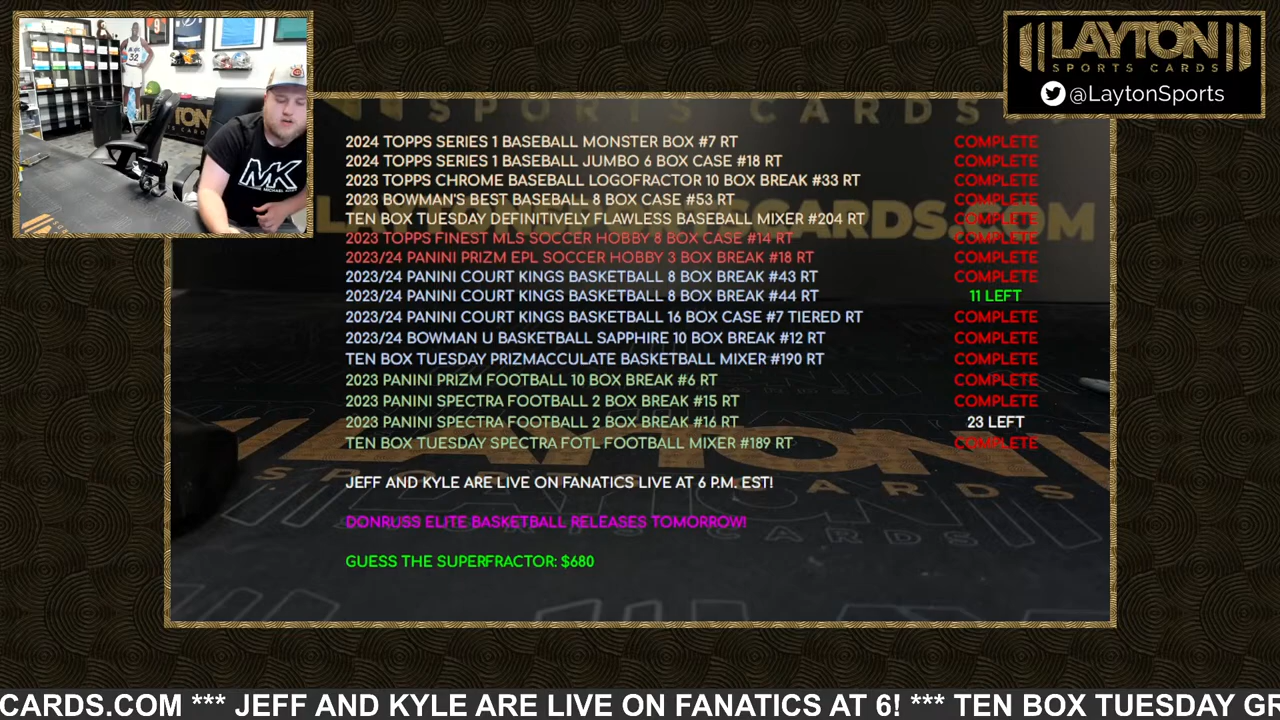 LAYTON
SPORTS CARDS
@LaytonSports
SPORTS CARDS
2024 TOPPS SERIES 1 BASEBALL MONSTER BOX #7 RT COMPLETE
2024 TOPPS SERIES 1 BASEBALL JUMBO 6 BOX CASE #18 RT COMPLETE
2023 TOPPS CHROME BASEBALL LOGOFRACTOR 10 BOX BREAK #33 RT COMPLETE
2023 BOWMAN'S BEST BASEBALL 8 BOX CASE #53 RT COMPLETE
TEN BOX TUESDAY DEFINITIVELY FLAWLESS BASEBALL MIXER #204 RT COMPLETE
2023 TOPPS FINEST MLS SOCCER HOBBY 8 BOX CASE #14 RT COMPLETE
2023/24 PANINI PRIZM EPL SOCCER HOBBY 3 BOX BREAK #18 RT COMPLETE
2023/24 PANINI COURT KINGS BASKETBALL 8 BOX BREAK #43 RT COMPLETE
2023/24 PANINI COURT KINGS BASKETBALL 8 BOX BREAK #44 RT 11 LEFT
2023/24 PANINI COURT KINGS BASKETBALL 16 BOX CASE #7 TIERED RT COMPLETE
2023/24 BOWMAN U BASKETBALL SAPPHIRE 10 BOX BREAK #12 RT COMPLETE
TEN BOX TUESDAY PRIZMACCULATE BASKETBALL MIXER #190 RT COMPLETE
2023 PANINI PRIZM FOOTBALL 10 BOX BREAK #6 RT COMPLETE
2023 PANINI SPECTRA FOOTBALL 2 BOX BREAK #15 RT COMPLETE
2023 PANINI SPECTRA FOOTBALL 2 BOX BREAK #16 RT 23 LEFT
TEN BOX TUESDAY SPECTRA FOTL FOOTBALL MIXER #189 RT COMPLETE
JEFF AND KYLE ARE LIVE ON FANATICS LIVE AT 6 P.M. EST!
DONRUSS ELITE BASKETBALL RELEASES TOMORROW!
GUESS THE SUPERFRACTOR: $680
CARDS.COM *** JEFF AND KYLE ARE LIVE ON FANATICS AT 6! *** TEN BOX TUESDAY GR
MK
32